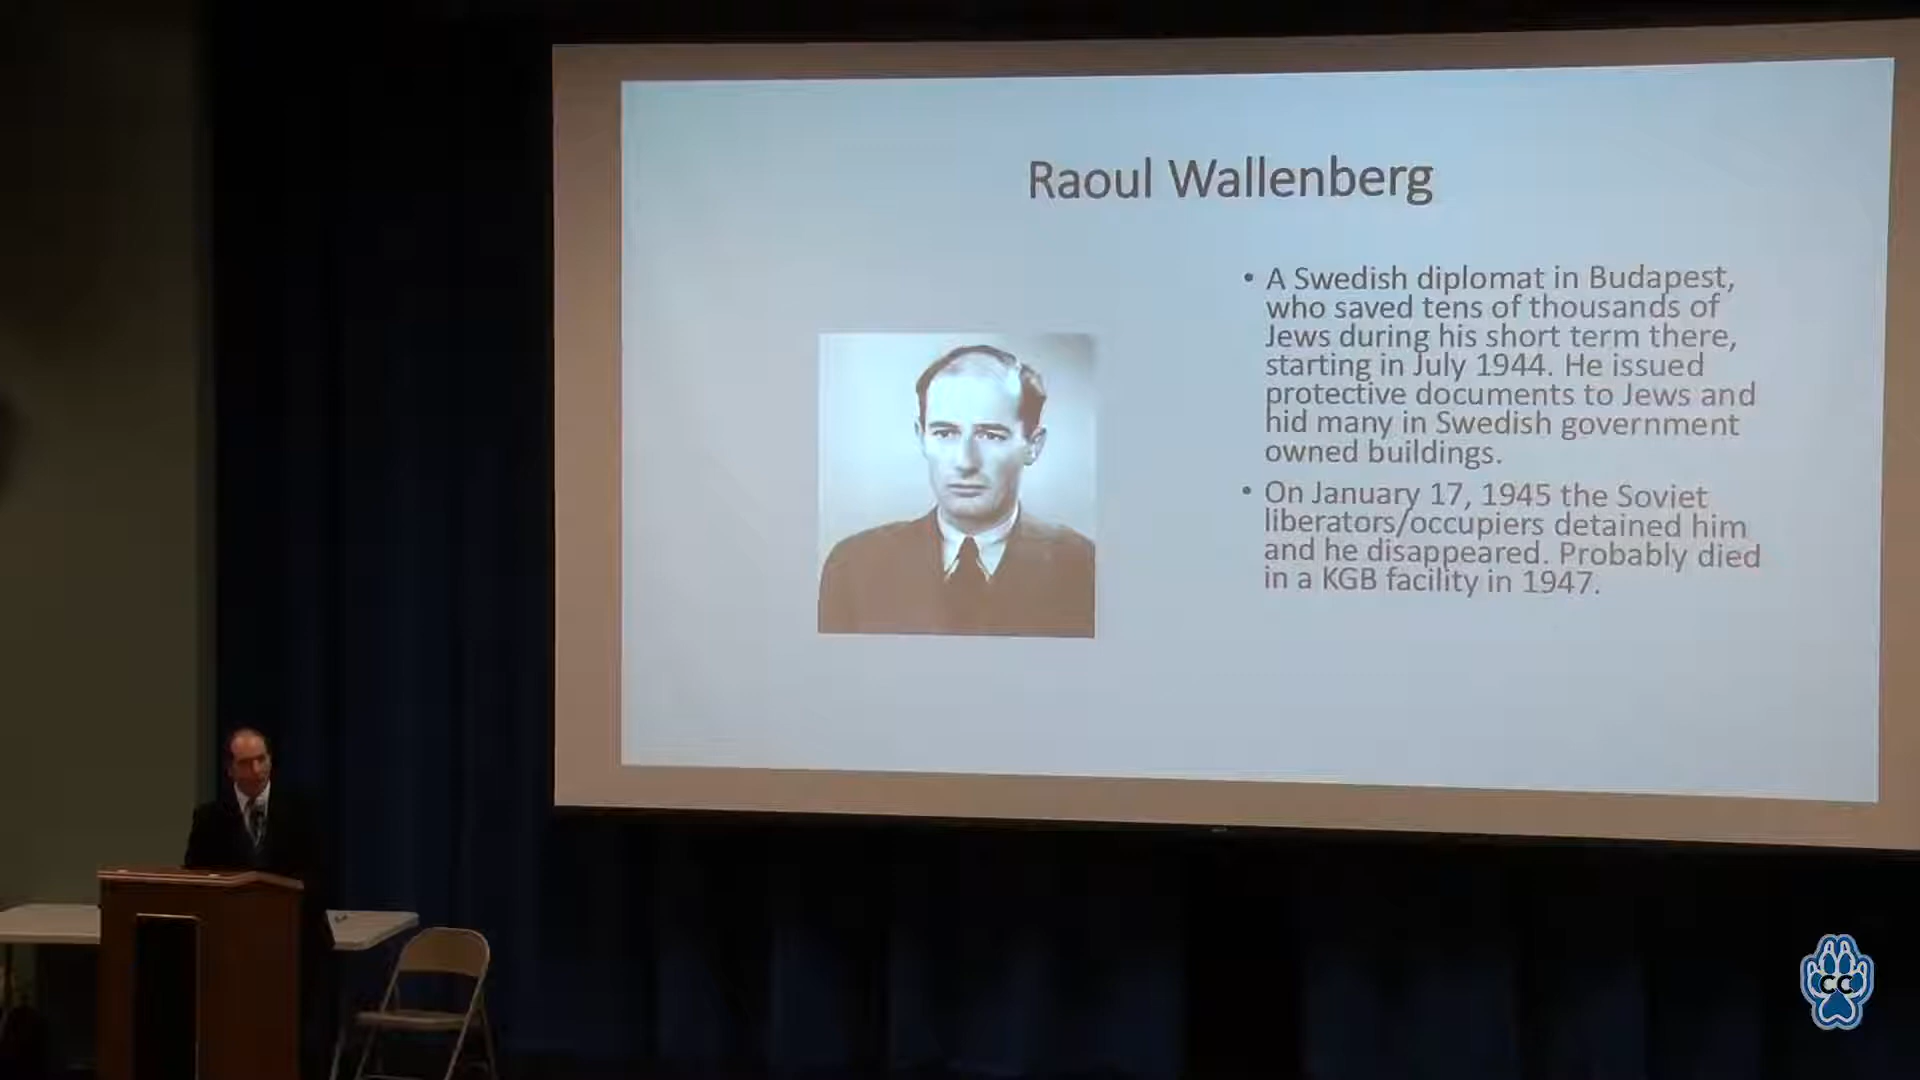 Raoul Wallenberg
• A Swedish diplomat in Budapest,
who saved tens of thousands of
Jews during his short term there,
starting in July 1944. He issued
protective documents to Jews and
hid many in Swedish government
owned buildings.
• On January 17, 1945 the Soviet
liberators/occupiers detained him
and he disappeared. Probably died
in a KGB facility in 1947.
CC